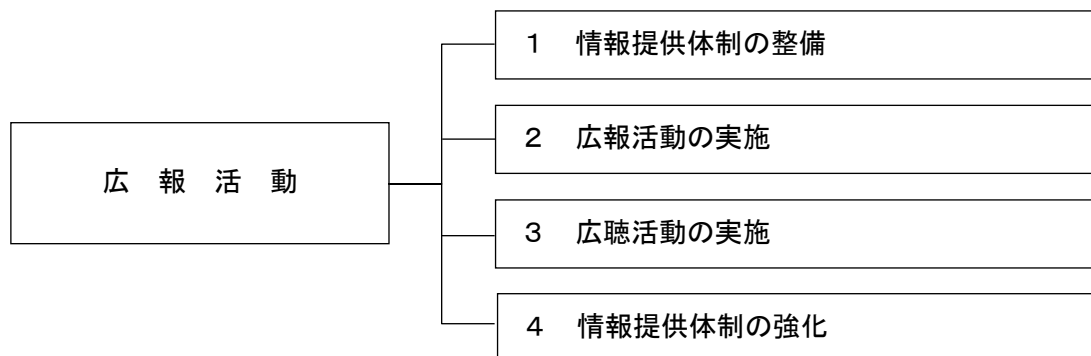 広　報　活　動
１　情報提供体制の整備
２　広報活動の実施
３　広聴活動の実施
４　情報提供体制の強化